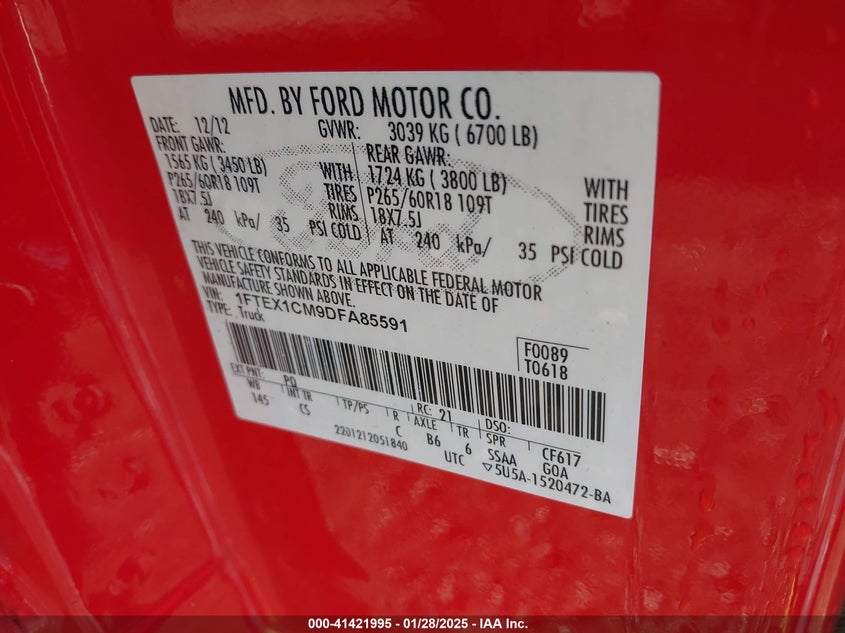 MFD. BY FORD MOTOR CO.
DATE: 12/12 GVWR: 3039 KG ( 6700 LB)
FRONT GAWR: REAR GAWR:
1565 KG ( 3450 LB) WITH 1724 KG ( 3800 LB) WITH
P265/60R18 109T TIRES P265/60R18 109T TIRES
18X7.5J RIMS 18X7.5J RIMS
AT 240 kPa/ 35 PSI COLD AT 240 kPa/ 35 PSI COLD
Ford
THIS VEHICLE CONFORMS TO ALL APPLICABLE FEDERAL MOTOR
VEHICLE SAFETY STANDARDS IN EFFECT ON THE DATE OF
MANUFACTURE SHOWN ABOVE.
VIN: 1FTEX1CM9DFA85591
TYPE: Truck
F0089
T0618
EXT PNT: PQ RC: 21 DSO:
WB INT TR TP/PS R AXLE TR SPR CF617
145 CS C B6 6 SSAA GOA
2201212051840 UTC ▽5U5A-1520472-BA
000-41421995 - 01/28/2025 - IAA Inc.